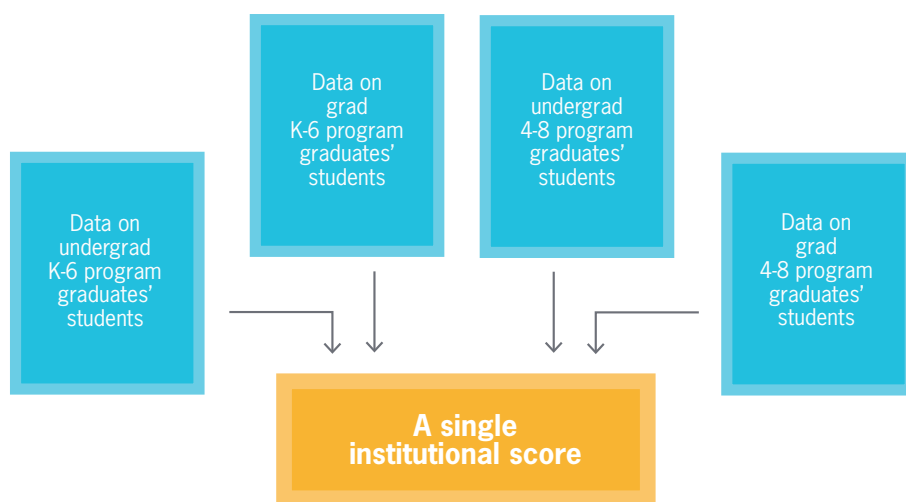 Data on
undergrad
K-6 program
graduates'
students
Data on
grad
K-6 program
graduates'
students
Data on
undergrad
4-8 program
graduates'
students
Data on
grad
4-8 program
graduates'
students
A single
institutional score